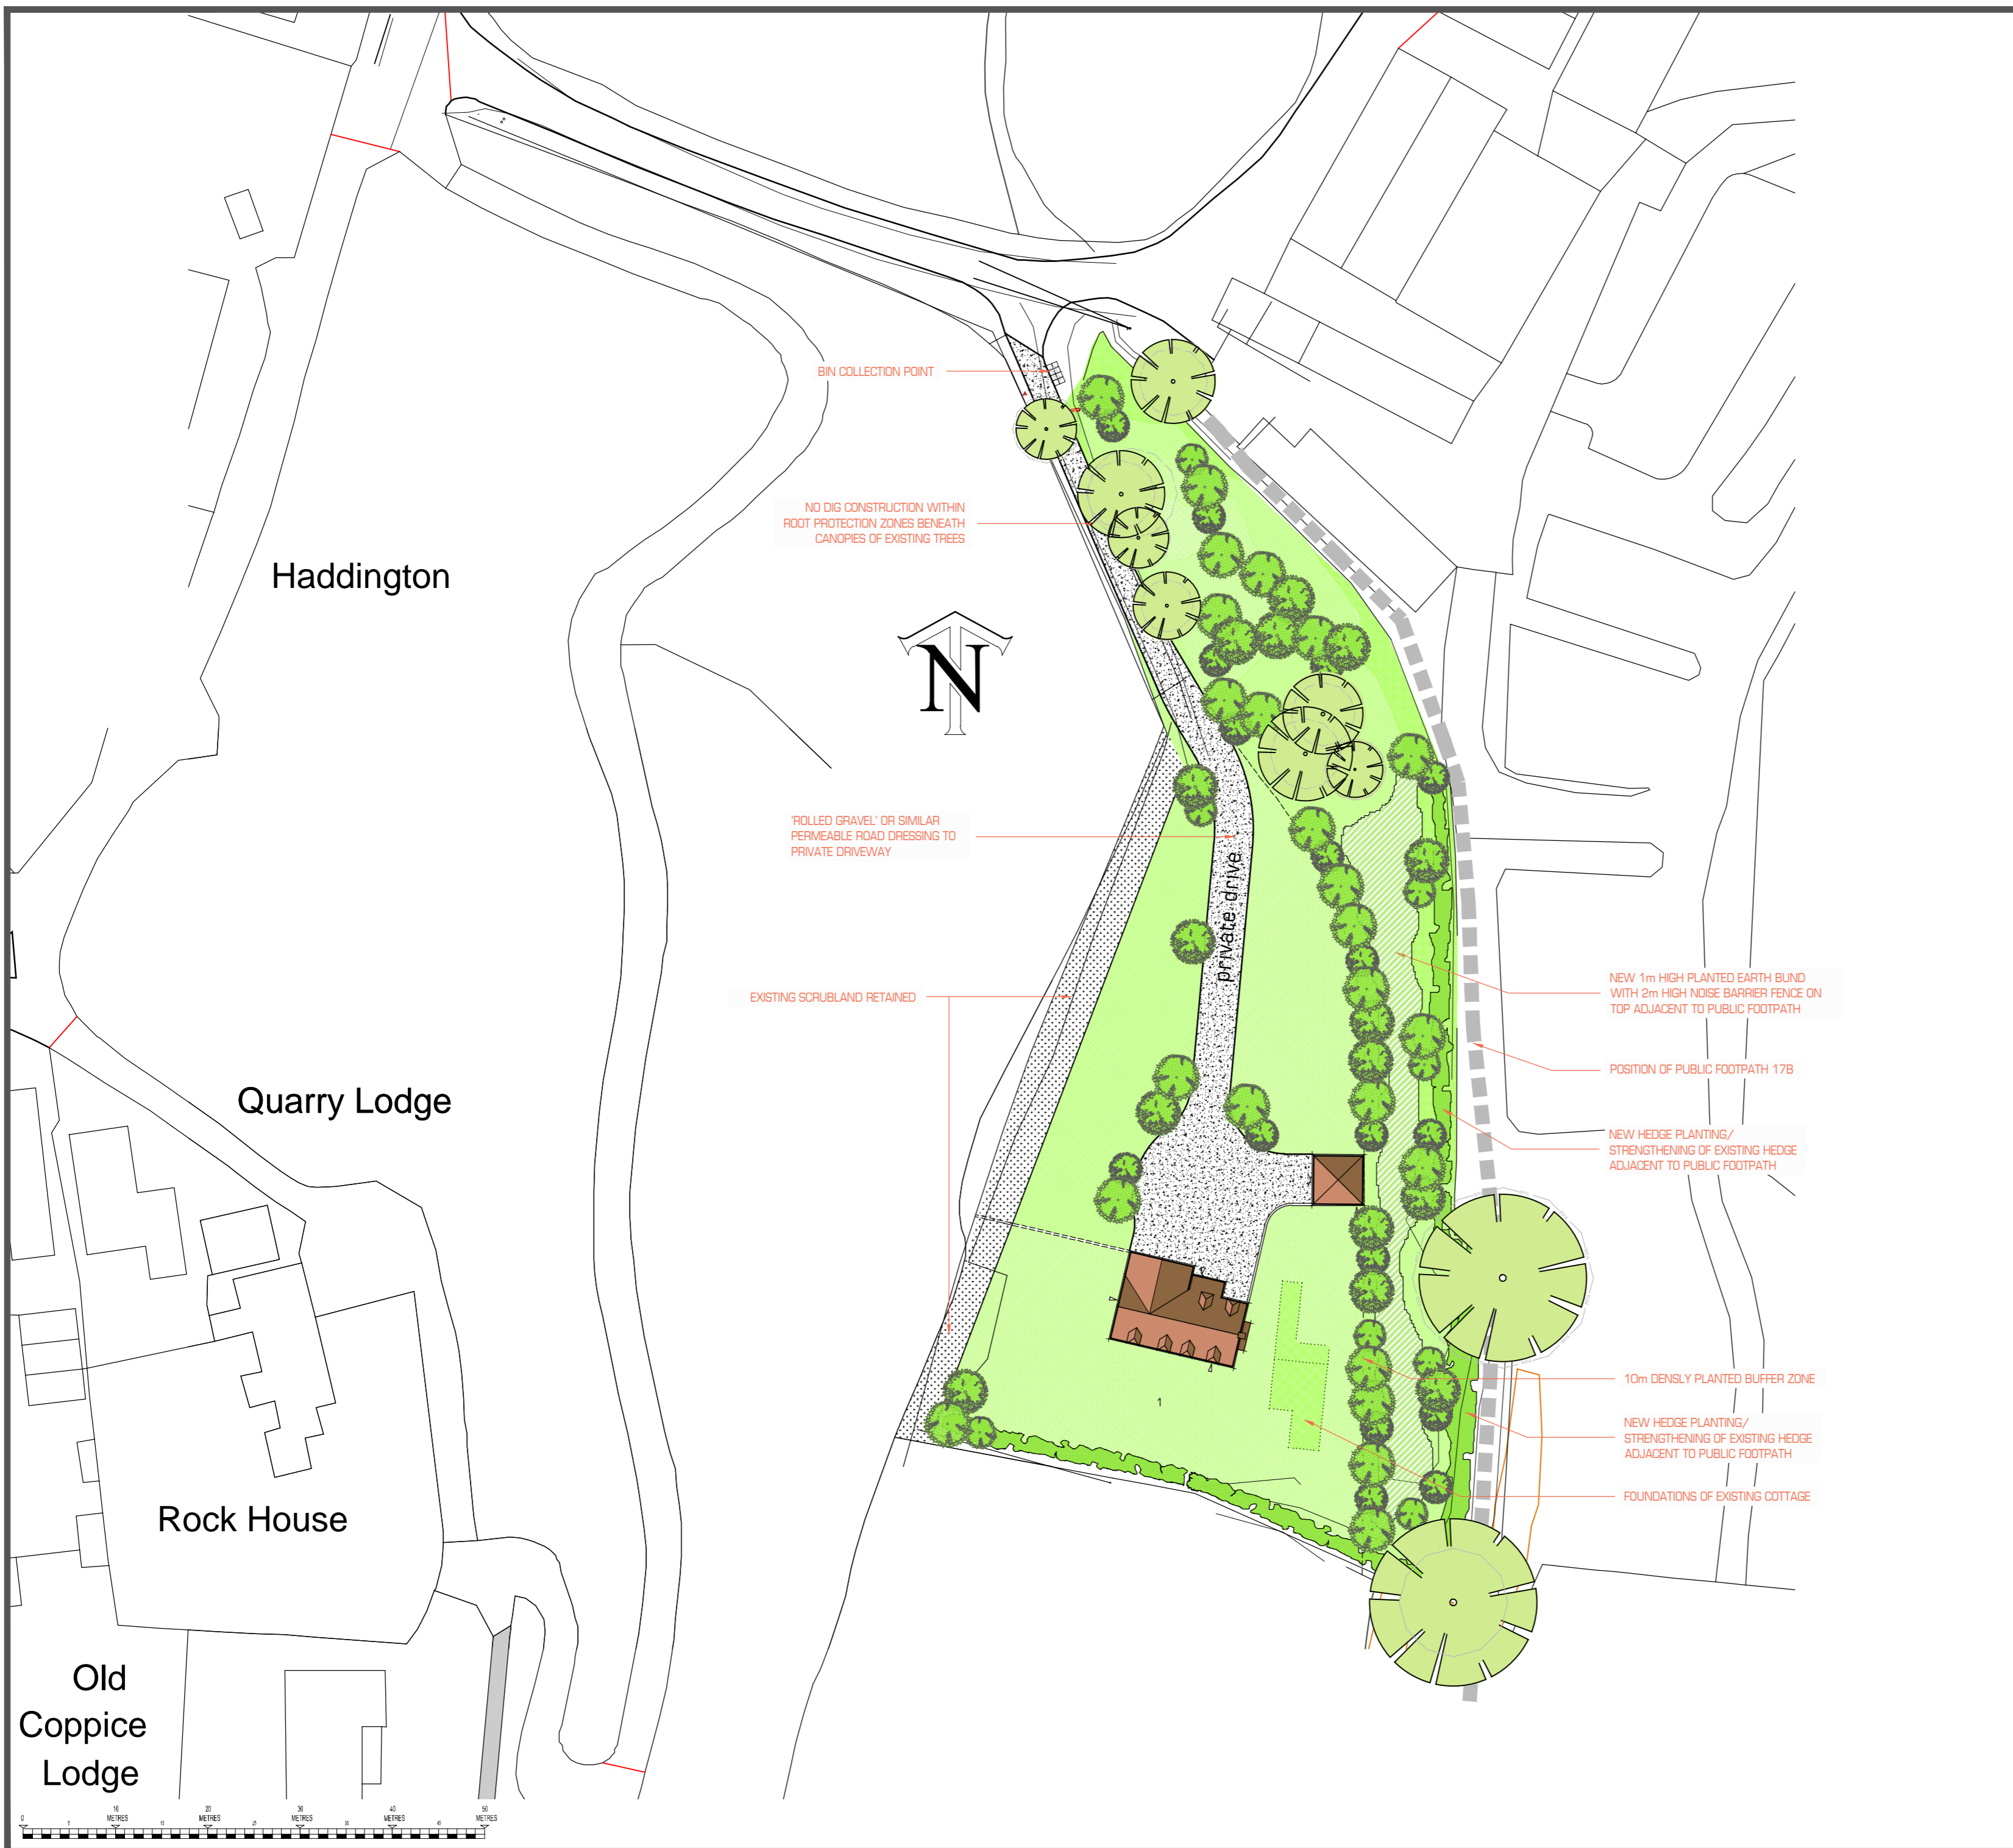 BIN COLLECTION POINT
NO DIG CONSTRUCTION WITHIN
ROOT PROTECTION ZONES BENEATH
CANOPIES OF EXISTING TREES
Haddington
N
'ROLLED GRAVEL' OR SIMILAR
PERMEABLE ROAD DRESSING TO
PRIVATE DRIVEWAY
private drive
EXISTING SCRUBLAND RETAINED
NEW 1m HIGH PLANTED EARTH BUND
WITH 2m HIGH NOISE BARRIER FENCE ON
TOP ADJACENT TO PUBLIC FOOTPATH
POSITION OF PUBLIC FOOTPATH 17B
Quarry Lodge
NEW HEDGE PLANTING/
STRENGTHENING OF EXISTING HEDGE
ADJACENT TO PUBLIC FOOTPATH
10m DENSLY PLANTED BUFFER ZONE
1
NEW HEDGE PLANTING/
STRENGTHENING OF EXISTING HEDGE
ADJACENT TO PUBLIC FOOTPATH
FOUNDATIONS OF EXISTING COTTAGE
Rock House
Old
Coppice
Lodge
0 10 20 30 40 50
METRES METRES METRES METRES METRES
5 15 25 35 45